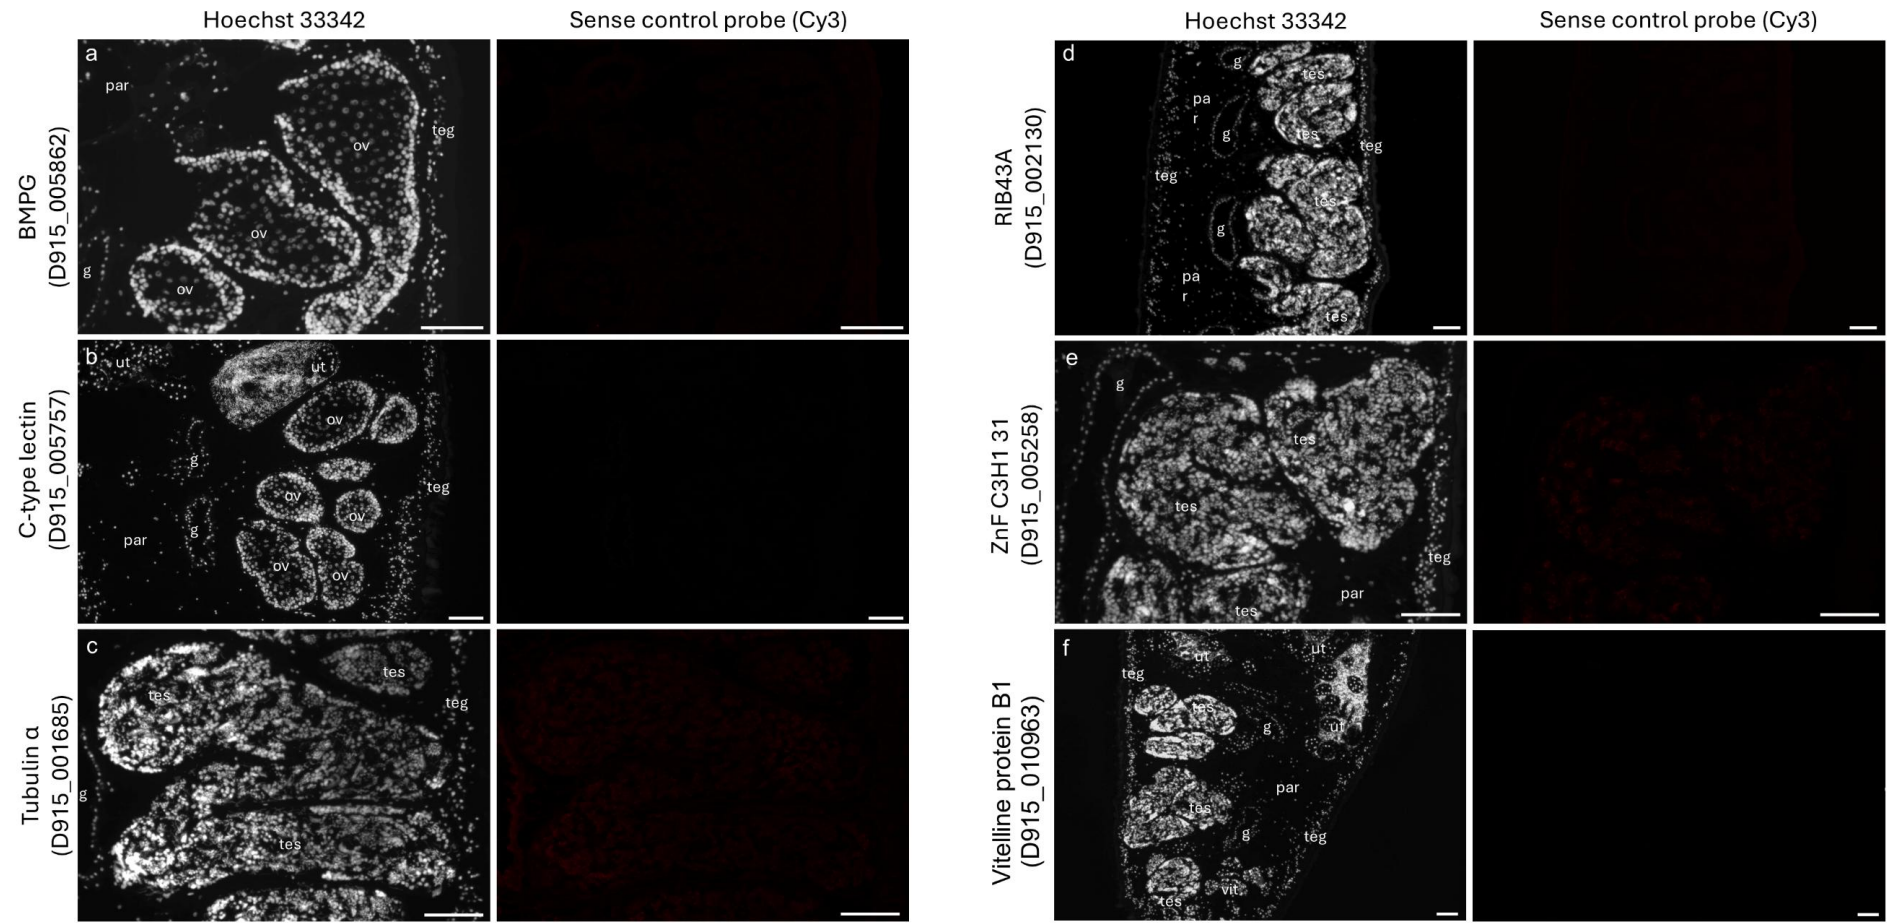 Hoechst 33342
Sense control probe (Cy3)
Hoechst 33342
Sense control probe (Cy3)
BMPG
(D915_0058862)
a
par
ov
teg
ov
g
ov
C-type lectin
(D915_005757)
b
ut
ut
ov
g
teg
ov
ov
g
par
ov
ov
Tubulin α
(D915_001685)
c
tes
tes
teg
g
tes
RIB43A
(D915_002130)
d
g
tes
pa
r
g
tes
teg
teg
tes
g
pa
r
tes
ZnF C3H1 31
(D915_005258)
e
g
tes
tes
teg
par
tes
Vitelline protein B1
(D915_010963)
f
ut
ut
teg
tes
g
ut
par
tes
g
teg
vit
tes